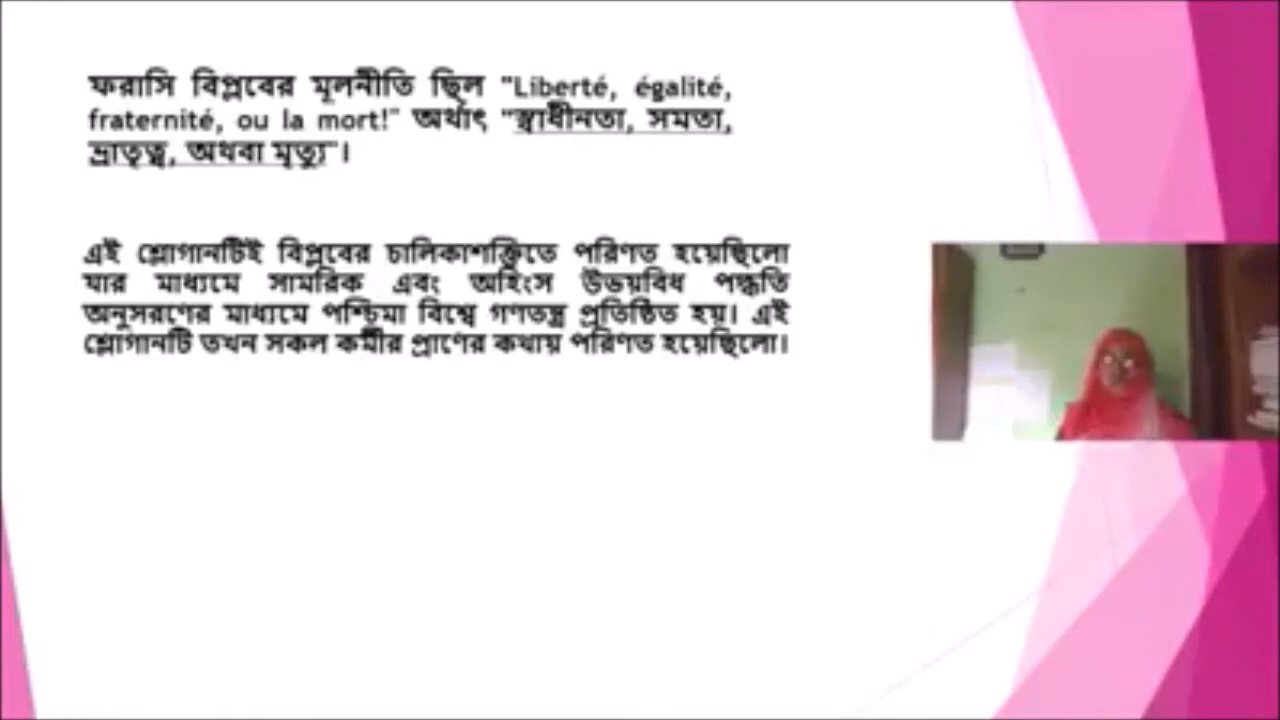 ফরাসি বিপ্লবের মূলনীতি ছিল "Liberté, égalité,
fraternité, ou la mort!" অর্থাৎ "স্বাধীনতা, সমতা,
ভ্রাতৃত্ব, অথবা মৃত্যু"।
এই শ্লোগানটিই বিপ্লবের চালিকাশক্তিতে পরিণত হয়েছিলো
যার মাধ্যমে সামরিক এবং অহিংস উভয়বিধ পদ্ধতি
অনুসরণের মাধ্যমে পশ্চিমা বিশ্বে গণতন্ত্র প্রতিষ্ঠিত হয়। এই
শ্লোগানটি তখন সকল কর্মীর প্রাণের কথায় পরিণত হয়েছিলো।